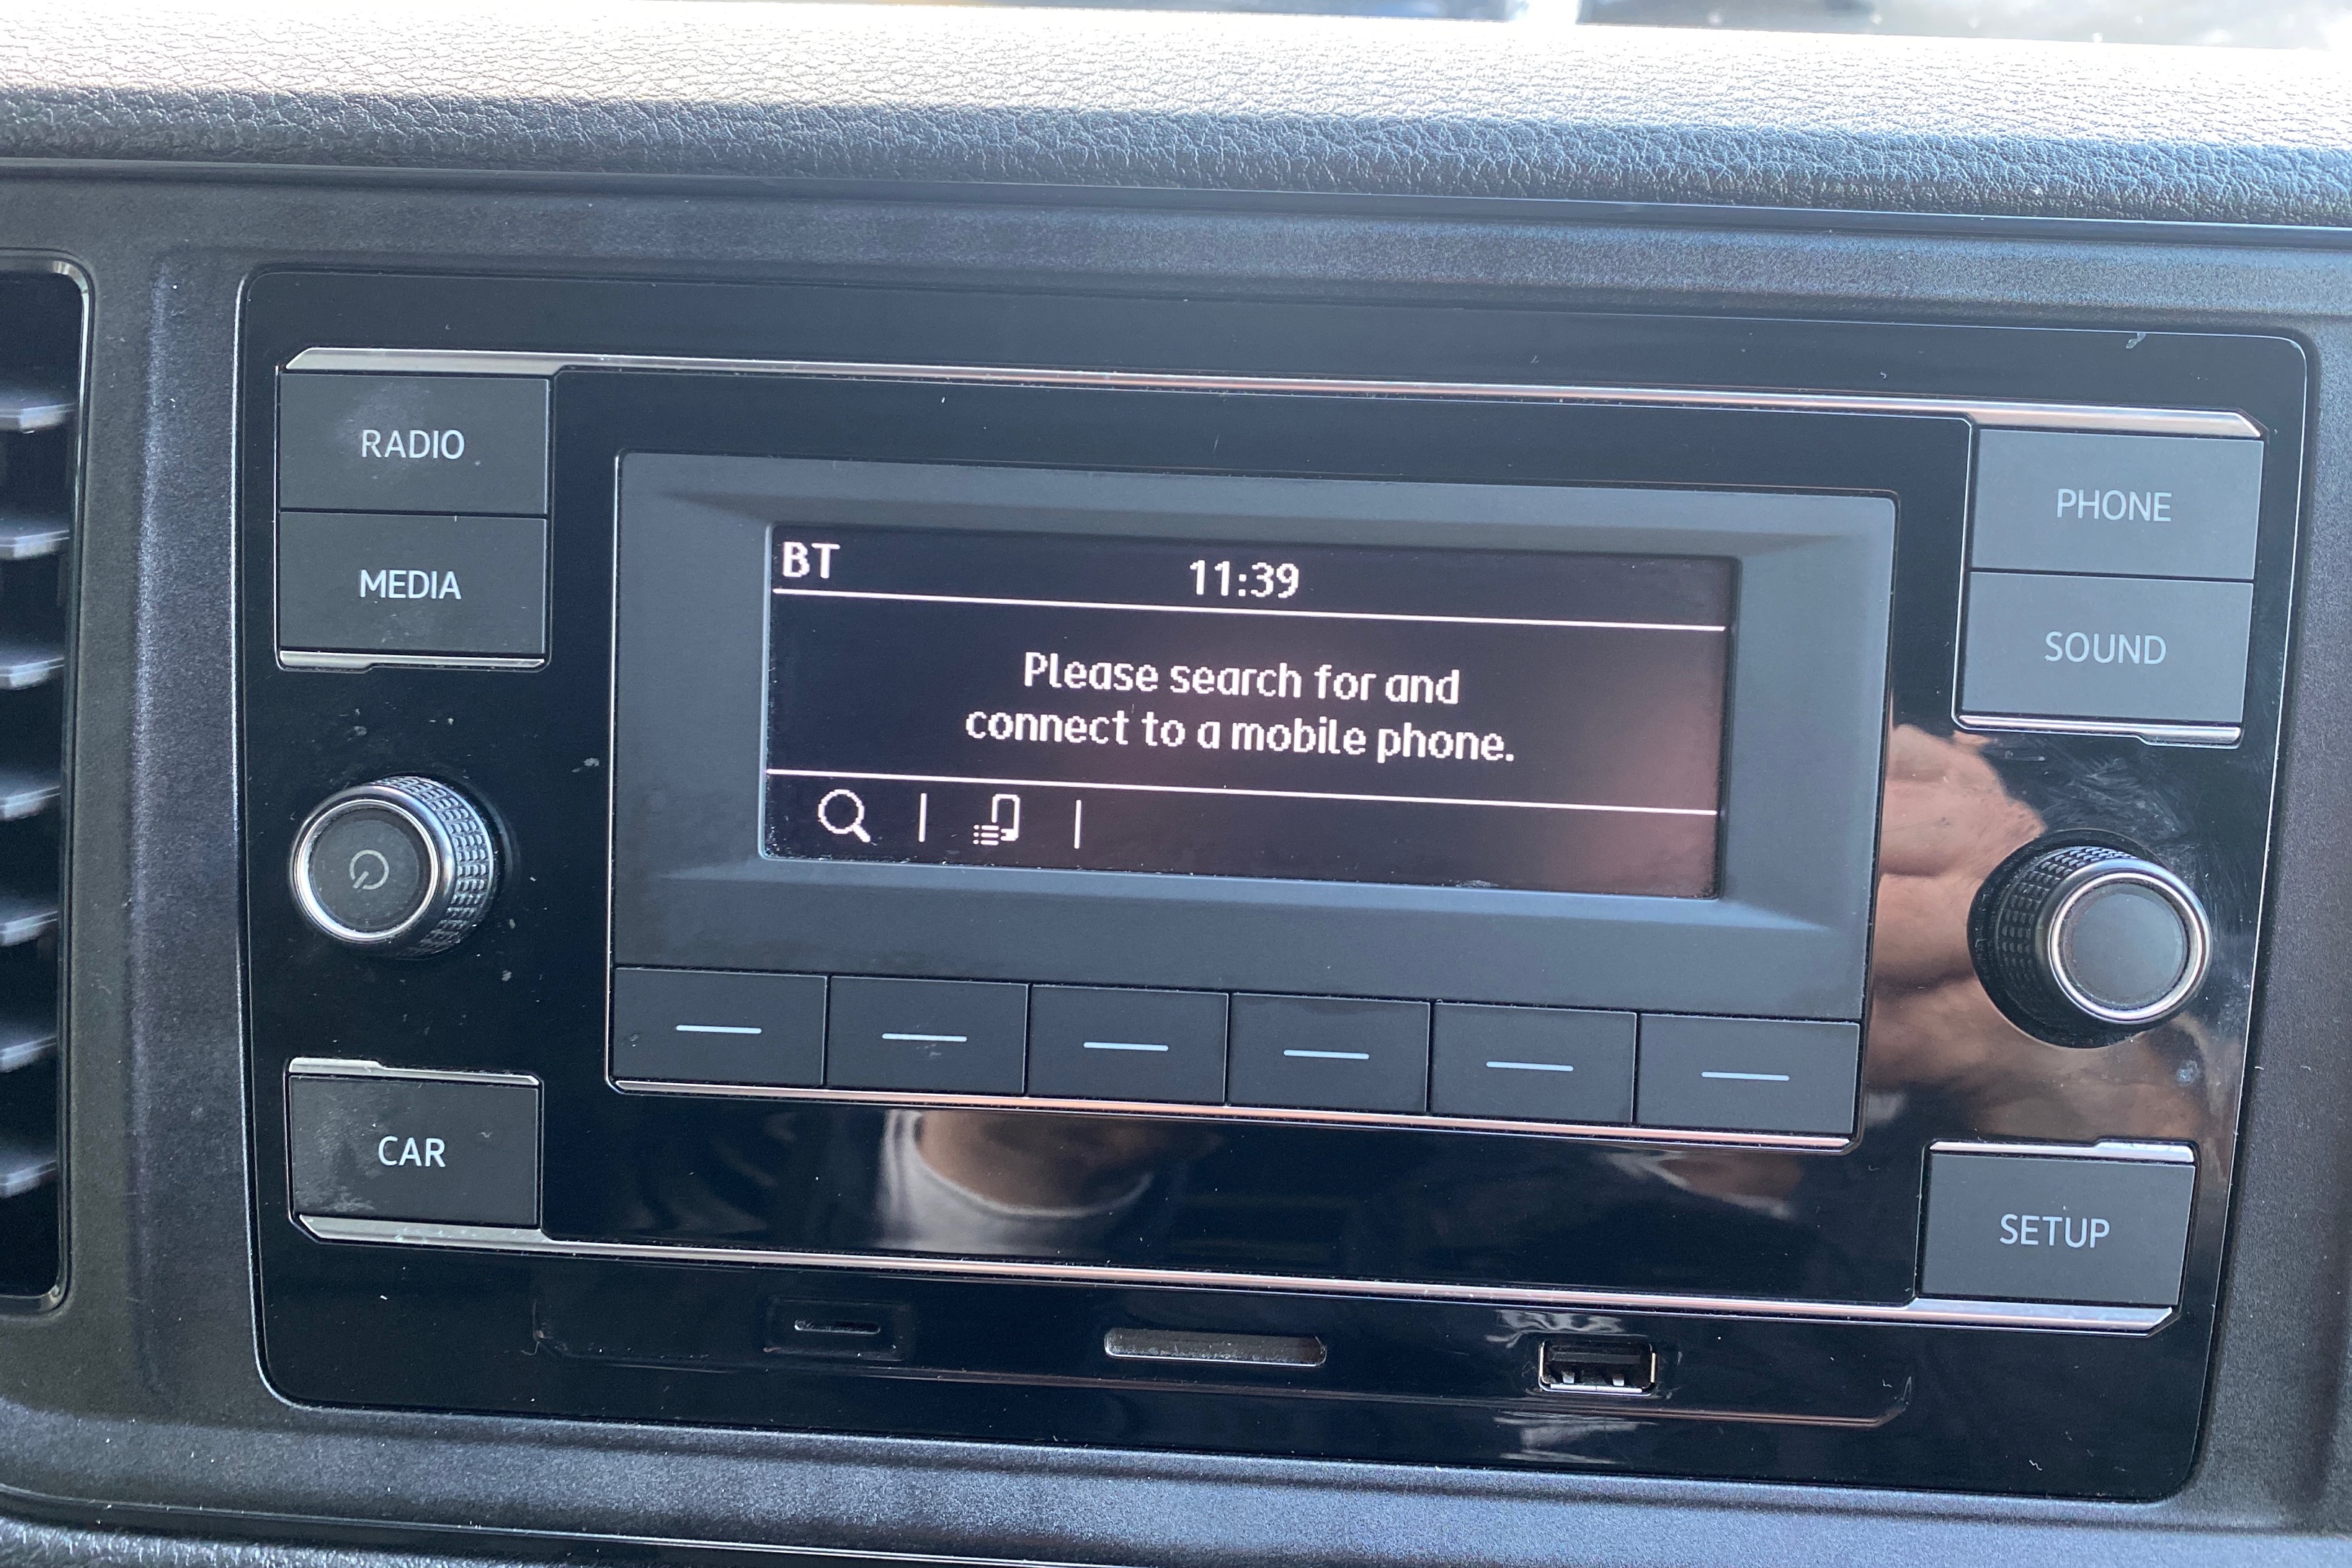 RADIO
MEDIA
BT
11:39
Please search for and
connect to a mobile phone.
PHONE
SOUND
CAR
SETUP